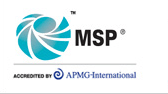 ™
MSP ®
ACCREDITED BY APMG-International